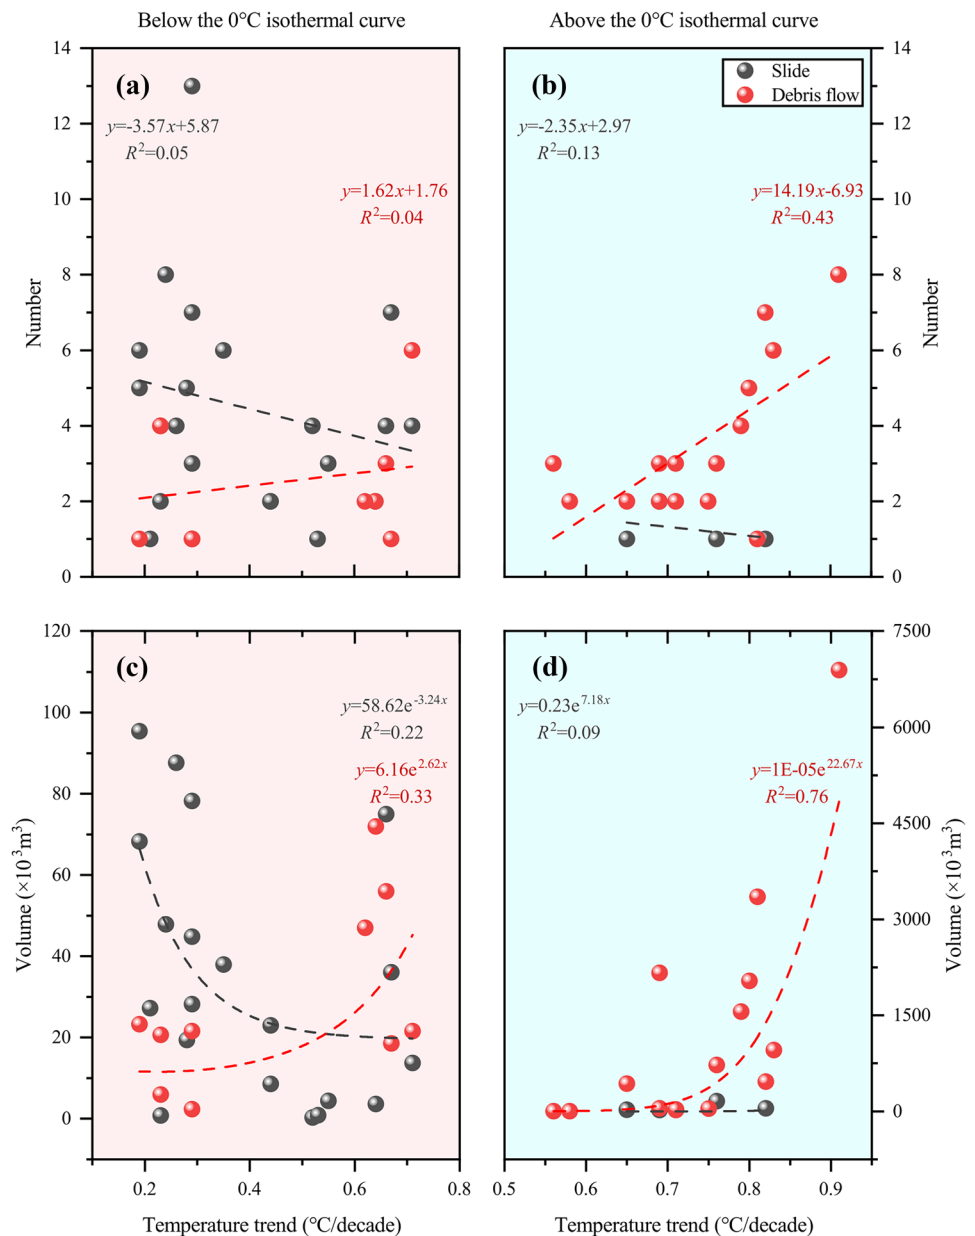 Below the 0°C isothermal curve
Above the 0°C isothermal curve
(a)
y=-3.57x+5.87
R²=0.05
y=1.62x+1.76
R²=0.04
Number
14
12
10
8
6
4
2
0
(b)
Slide
Debris flow
y=-2.35x+2.97
R²=0.13
y=14.19x-6.93
R²=0.43
14
12
10
8
6
4
2
0
Number
(c)
y=58.62e^-3.24x
R²=0.22
y=6.16e^2.62x
R²=0.33
Volume (×10³m³)
120
100
80
60
40
20
0
0.2 0.4 0.6 0.8
Temperature trend (°C/decade)
(d)
y=0.23e^7.18x
R²=0.09
y=1E-05e^22.67x
R²=0.76
7500
6000
4500
3000
1500
0
Volume (×10³m³)
0.5 0.6 0.7 0.8 0.9
Temperature trend (°C/decade)